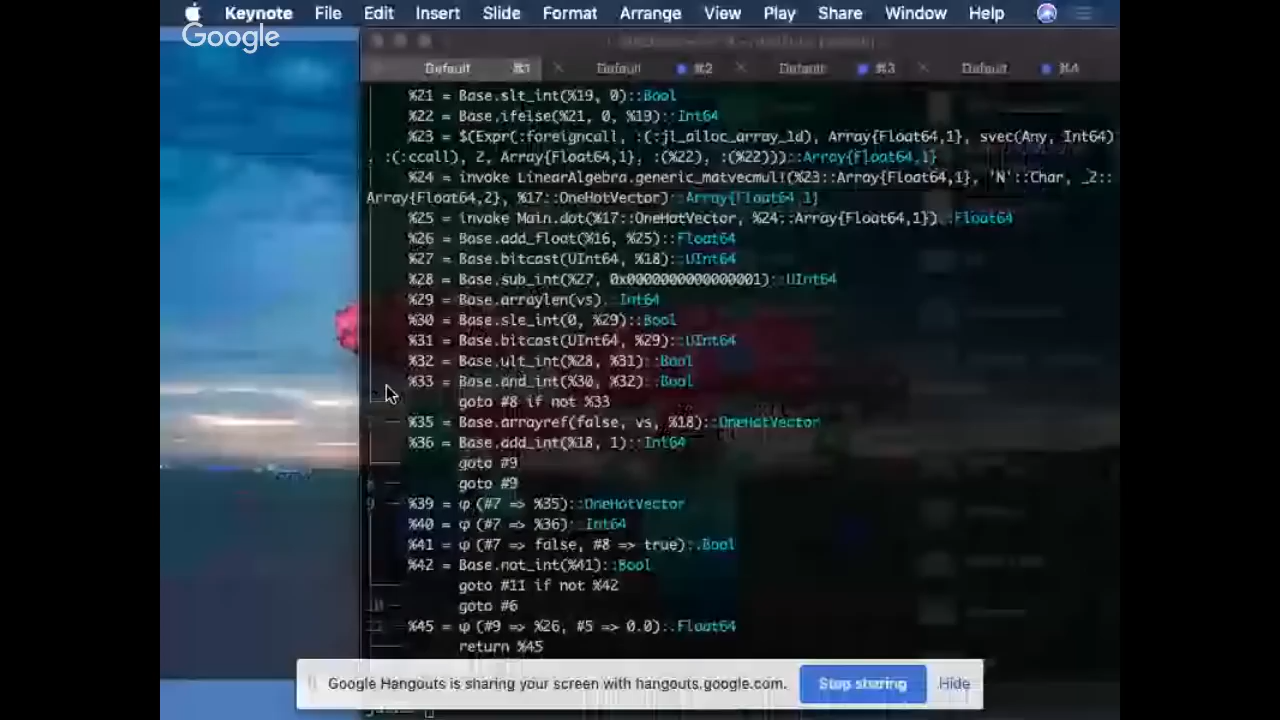 Keynote File Edit Insert Slide Format Arrange View Play Share Window Help
Google
Default ⌘1 × Default ⌘2 × Default ⌘3 × Default ⌘4
%21 = Base.slt_int(%19, 0)::Bool
%22 = Base.ifelse(%21, 0, %19)::Int64
%23 = $(Expr(:foreigncall, :(:jl_alloc_array_1d), Array{Float64,1}, svec(Any, Int64)
, :(:ccall), 2, Array{Float64,1}, :(%22), :(%22)))::Array{Float64,1}
%24 = invoke LinearAlgebra.generic_matvecmul!(%23::Array{Float64,1}, 'N'::Char, _2::
Array{Float64,2}, %17::OneHotVector)::Array{Float64,1}
%25 = invoke Main.dot(%17::OneHotVector, %24::Array{Float64,1})::Float64
%26 = Base.add_float(%16, %25)::Float64
%27 = Base.bitcast(UInt64, %18)::UInt64
%28 = Base.sub_int(%27, 0x0000000000000001)::UInt64
%29 = Base.arraylen(vs)::Int64
%30 = Base.sle_int(0, %29)::Bool
%31 = Base.bitcast(UInt64, %29)::UInt64
%32 = Base.ult_int(%28, %31)::Bool
%33 = Base.and_int(%30, %32)::Bool
goto #8 if not %33
%35 = Base.arrayref(false, vs, %18)::OneHotVector
%36 = Base.add_int(%18, 1)::Int64
goto #9
goto #9
9 %39 = φ (#7 => %35)::OneHotVector
%40 = φ (#7 => %36)::Int64
%41 = φ (#7 => false, #8 => true)::Bool
%42 = Base.not_int(%41)::Bool
goto #11 if not %42
10 goto #6
%45 = φ (#9 => %26, #5 => 0.0)::Float64
return %45
Google Hangouts is sharing your screen with hangouts.google.com. Stop sharing Hide